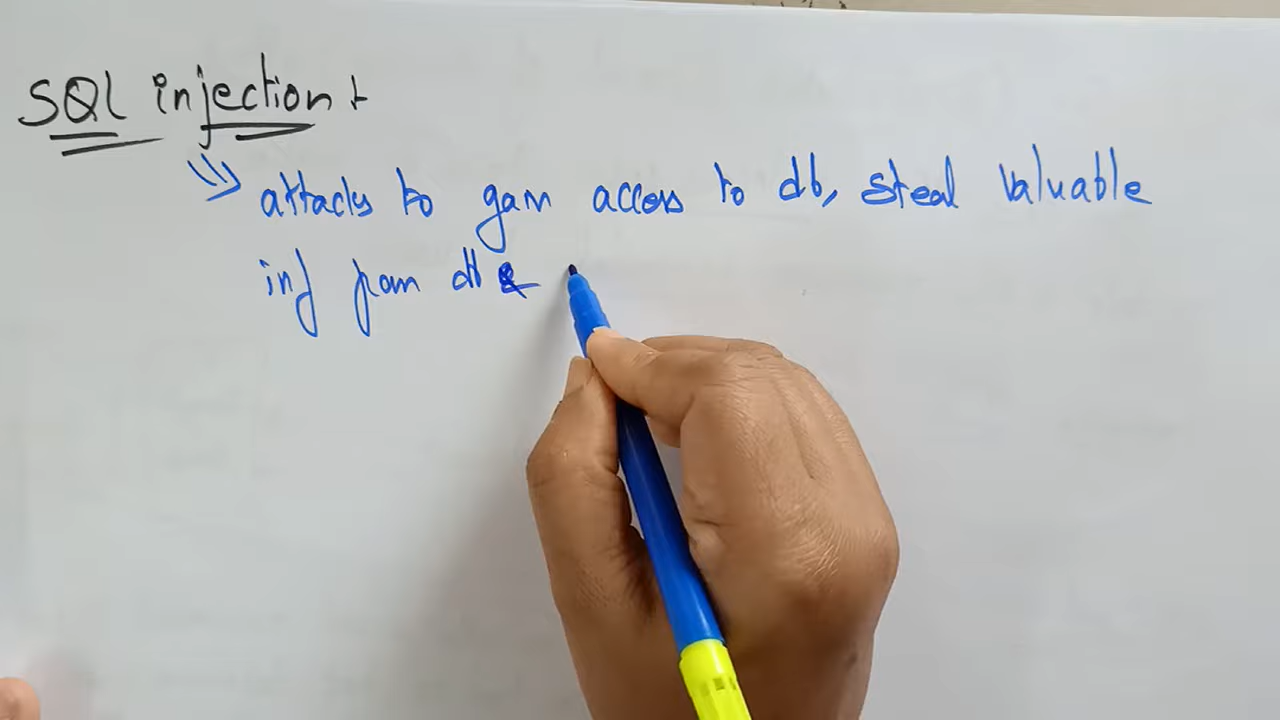 SQL injection :-
attacks to gain access to db, steal valuable
inf from db &